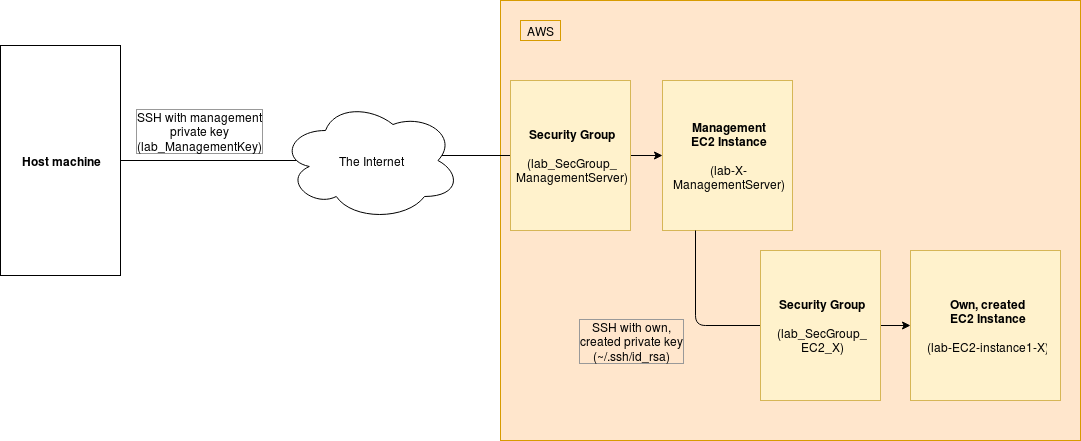 AWS
Host machine
SSH with management
private key
(lab_ManagementKey)
The Internet
Security Group
(lab_SecGroup_
ManagementServer)
Management
EC2 Instance
(lab-X-
ManagementServer)
SSH with own,
created private key
(~/.ssh/id_rsa)
Security Group
(lab_SecGroup_
EC2_X)
Own, created
EC2 Instance
(lab-EC2-instance1-X)